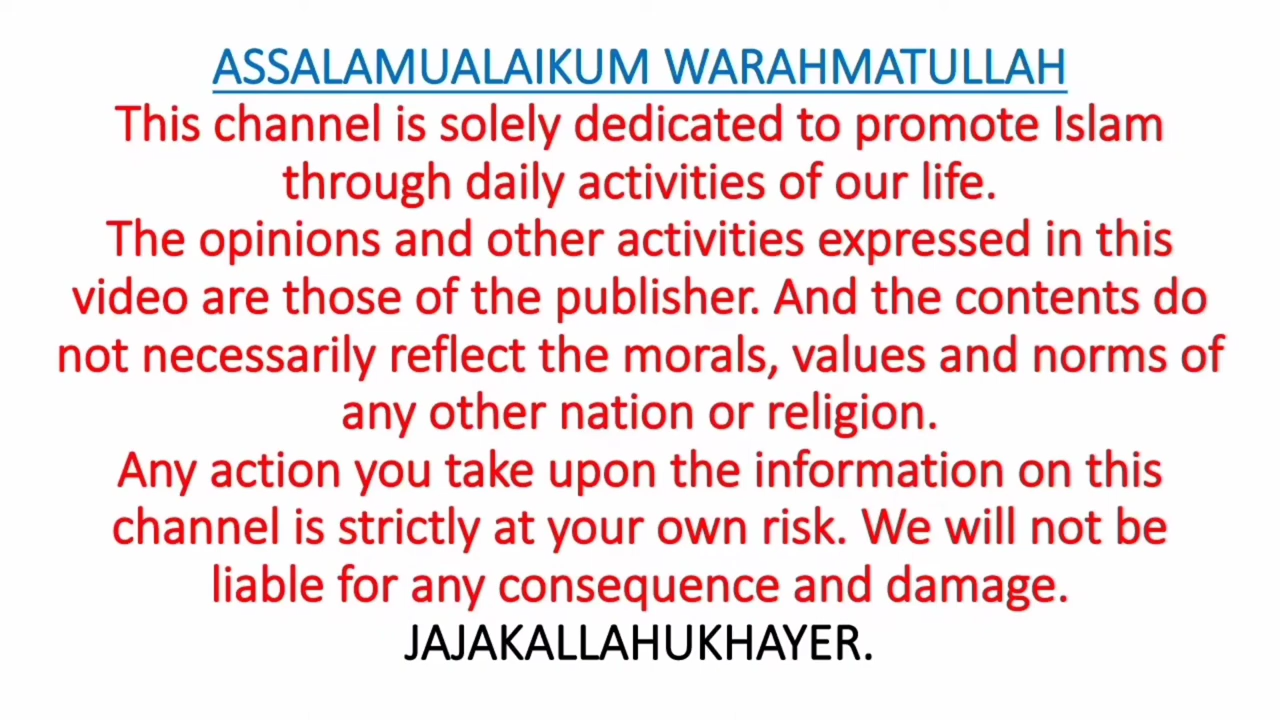 ASSALAMUALAIKUM WARAHMATULLAH
This channel is solely dedicated to promote Islam
through daily activities of our life.
The opinions and other activities expressed in this
video are those of the publisher. And the contents do
not necessarily reflect the morals, values and norms of
any other nation or religion.
Any action you take upon the information on this
channel is strictly at your own risk. We will not be
liable for any consequence and damage.
JAJAKALLAHUKHAYER.